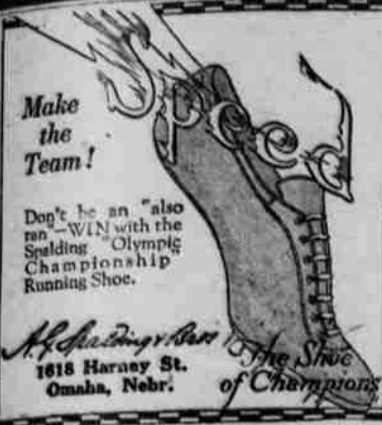 Speed
Make
the
Team!
Don't be an "also
ran"—WIN with the
Spalding "Olympic
Championship"
Running Shoe.
A.G. Spalding & Bros
1618 Harney St.
Omaha, Nebr.
The Shoe
of Champions